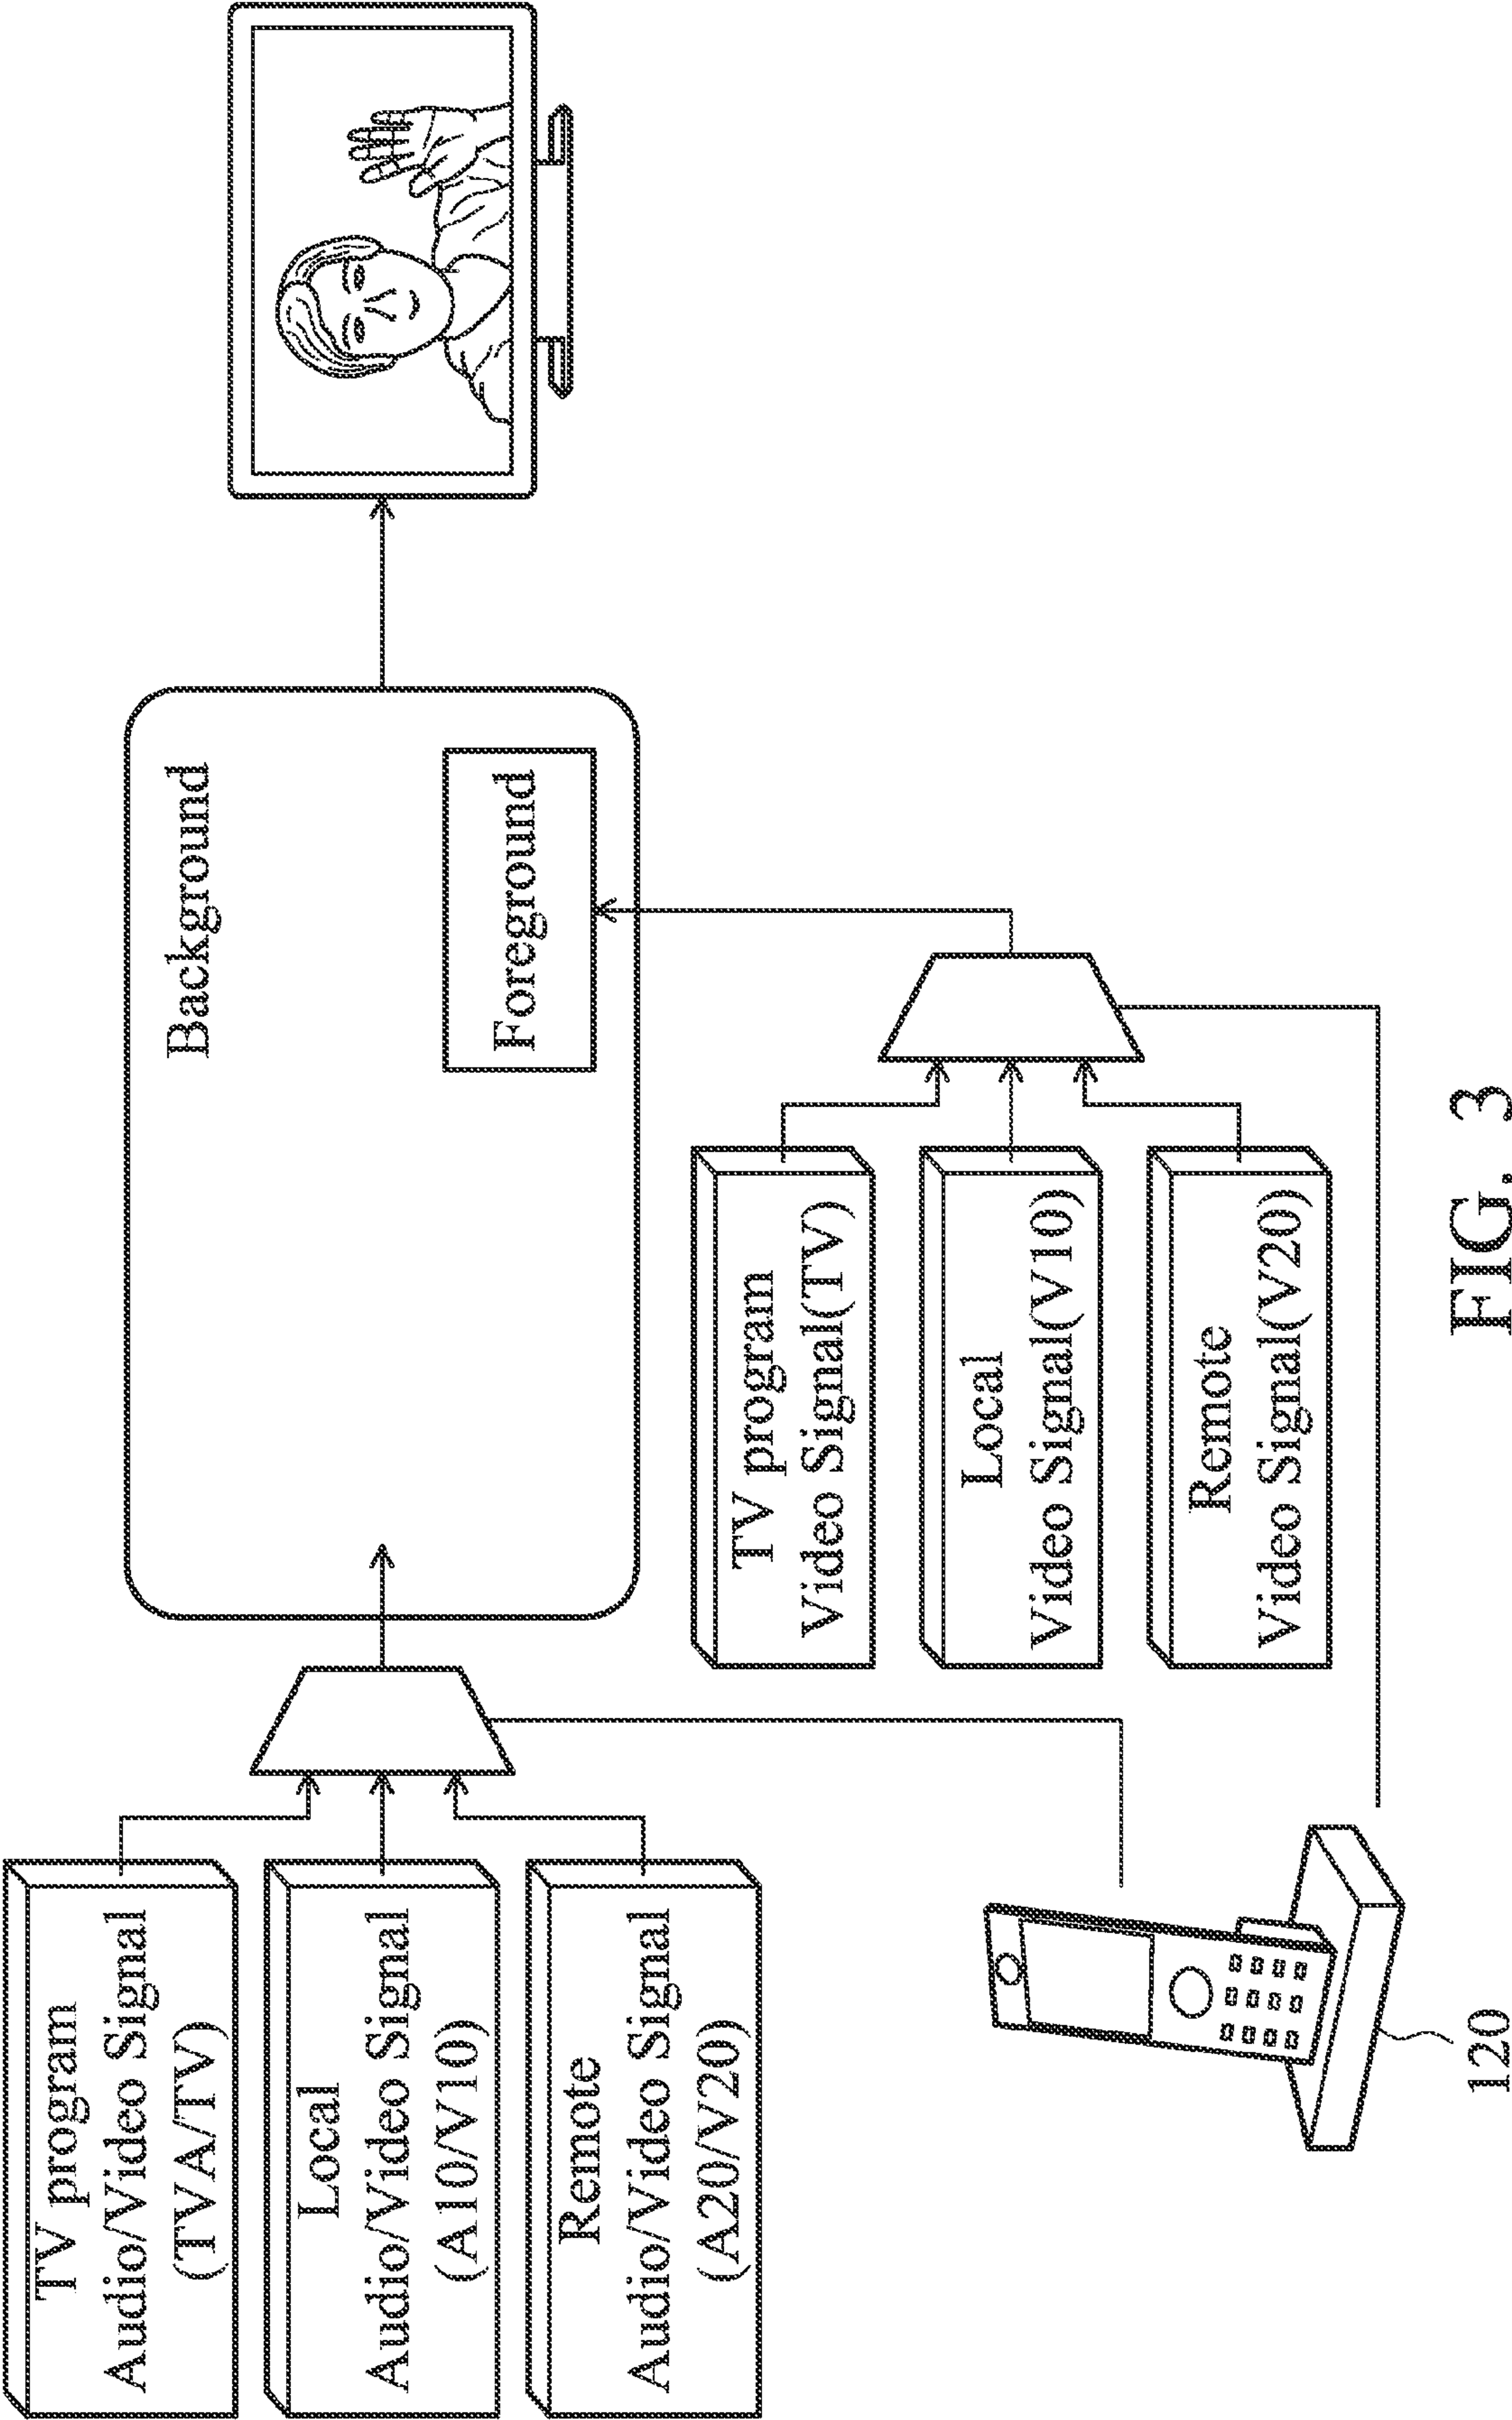 TV program
Audio/Video Signal
(TVA/TV)
Local
Audio/Video Signal
(A10/V10)
Remote
Audio/Video Signal
(A20/V20)
Background
Foreground
TV program
Video Signal(TV)
Local
Video Signal(V10)
Remote
Video Signal(V20)
120
FIG. 3